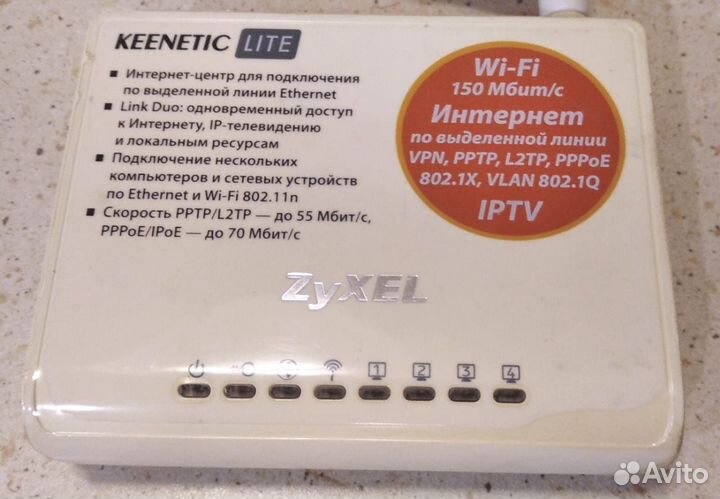 KEENETIC LITE
Интернет-центр для подключения
по выделенной линии Ethernet
Link Duo: одновременный доступ
к Интернету, IP-телевидению
и локальным ресурсам
Подключение нескольких
компьютеров и сетевых устройств
по Ethernet и Wi-Fi 802.11n
Скорость PPTP/L2TP — до 55 Мбит/с,
PPPoE/IPoE — до 70 Мбит/с
Wi-Fi
150 Мбит/с
Интернет
по выделенной линии
VPN, PPTP, L2TP, PPPoE
802.1X, VLAN 802.1Q
IPTV
ZyXEL
1 2 3 4
Avito